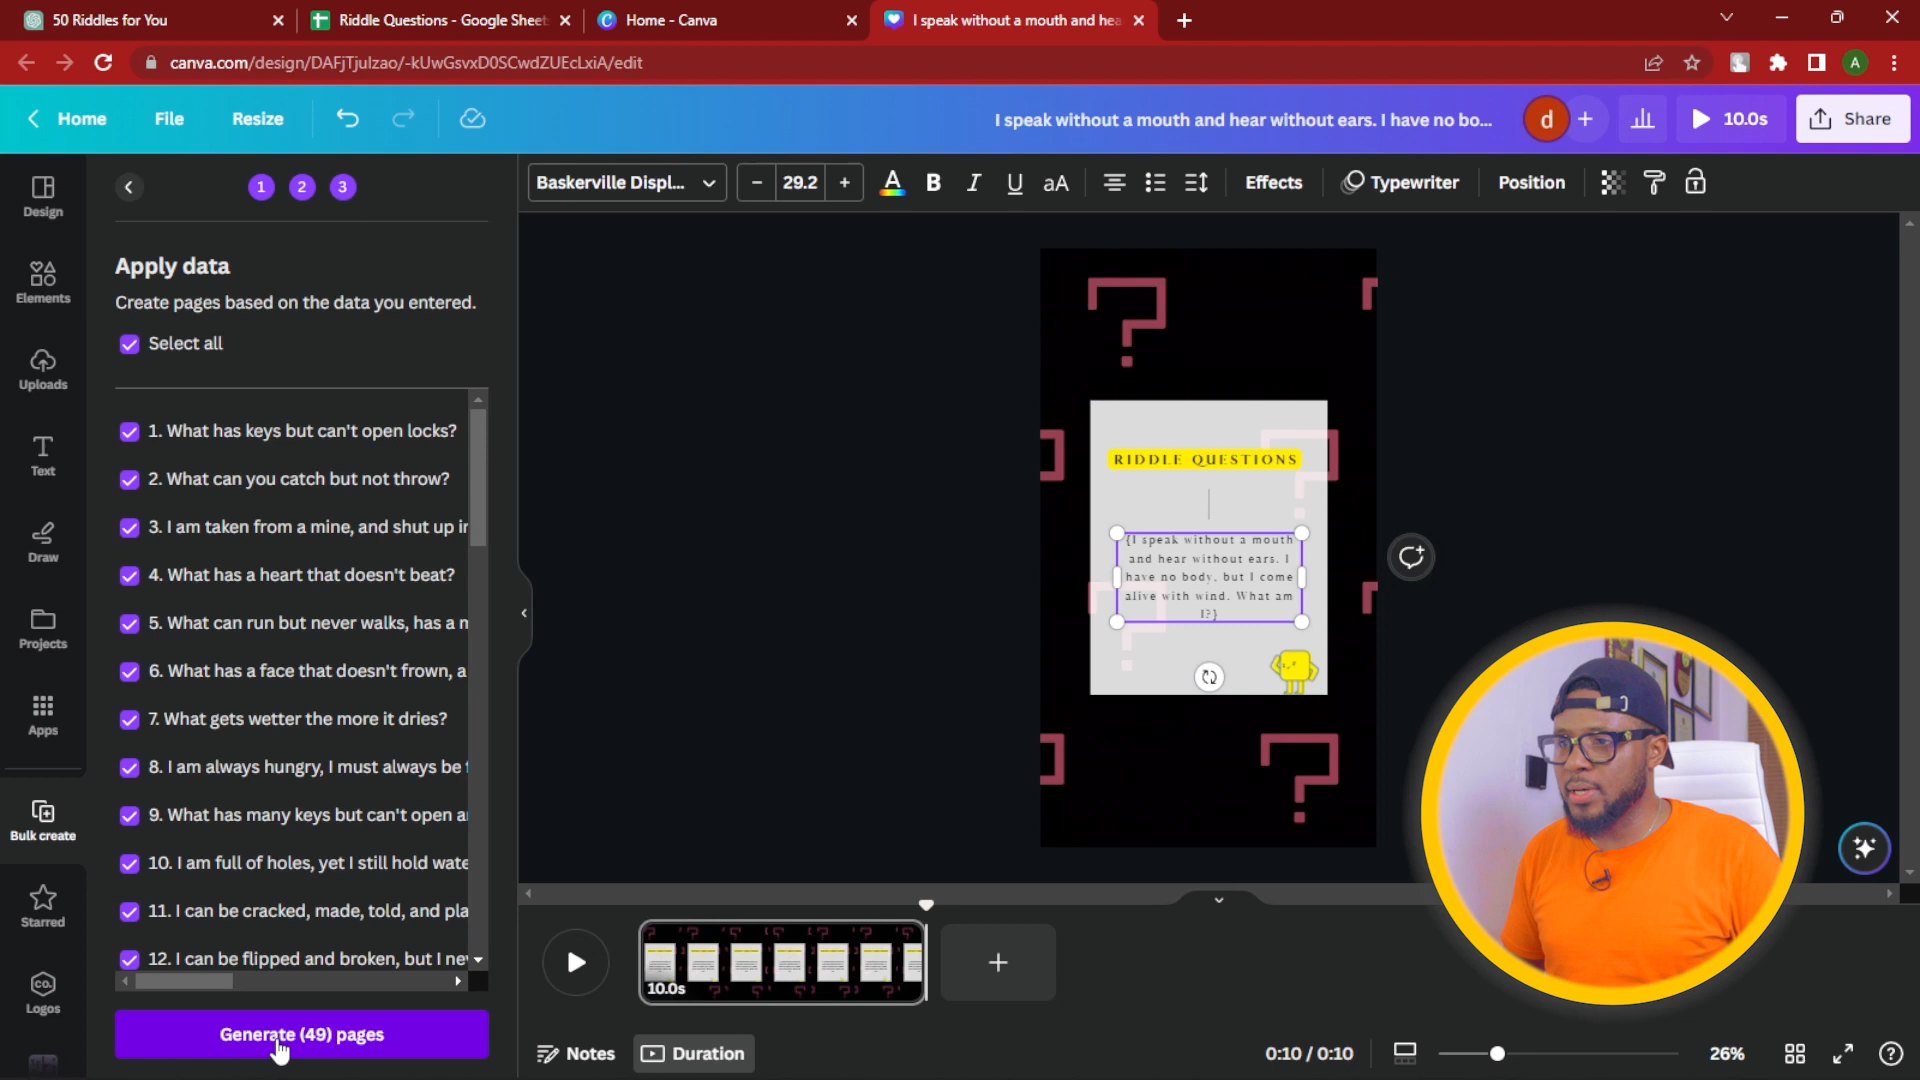 50 Riddles for You
Riddle Questions - Google Sheet
Home - Canva
I speak without a mouth and hea
canva.com/design/DAFjTjulzao/-kUwGsvxD0SCwdZUEcLxiA/edit
A
Home
File
Resize
I speak without a mouth and hear without ears. I have no bo...
d
10.0s
Share
Baskerville Displ...
29.2
A
B
I
U
aA
Effects
Typewriter
Position
Design
Elements
Uploads
Text
Draw
Projects
Apps
Bulk create
Starred
CO.
Logos
1 2 3
Apply data
Create pages based on the data you entered.
Select all
1. What has keys but can't open locks?
2. What can you catch but not throw?
3. I am taken from a mine, and shut up in
4. What has a heart that doesn't beat?
5. What can run but never walks, has a m
6. What has a face that doesn't frown, a
7. What gets wetter the more it dries?
8. I am always hungry, I must always be f
9. What has many keys but can't open a
10. I am full of holes, yet I still hold wate
11. I can be cracked, made, told, and pla
12. I can be flipped and broken, but I nev
Generate (49) pages
RIDDLE QUESTIONS
{I speak without a mouth
and hear without ears. I
have no body, but I come
alive with wind. What am
I?}
10.0s
Notes
Duration
0:10 / 0:10
26%